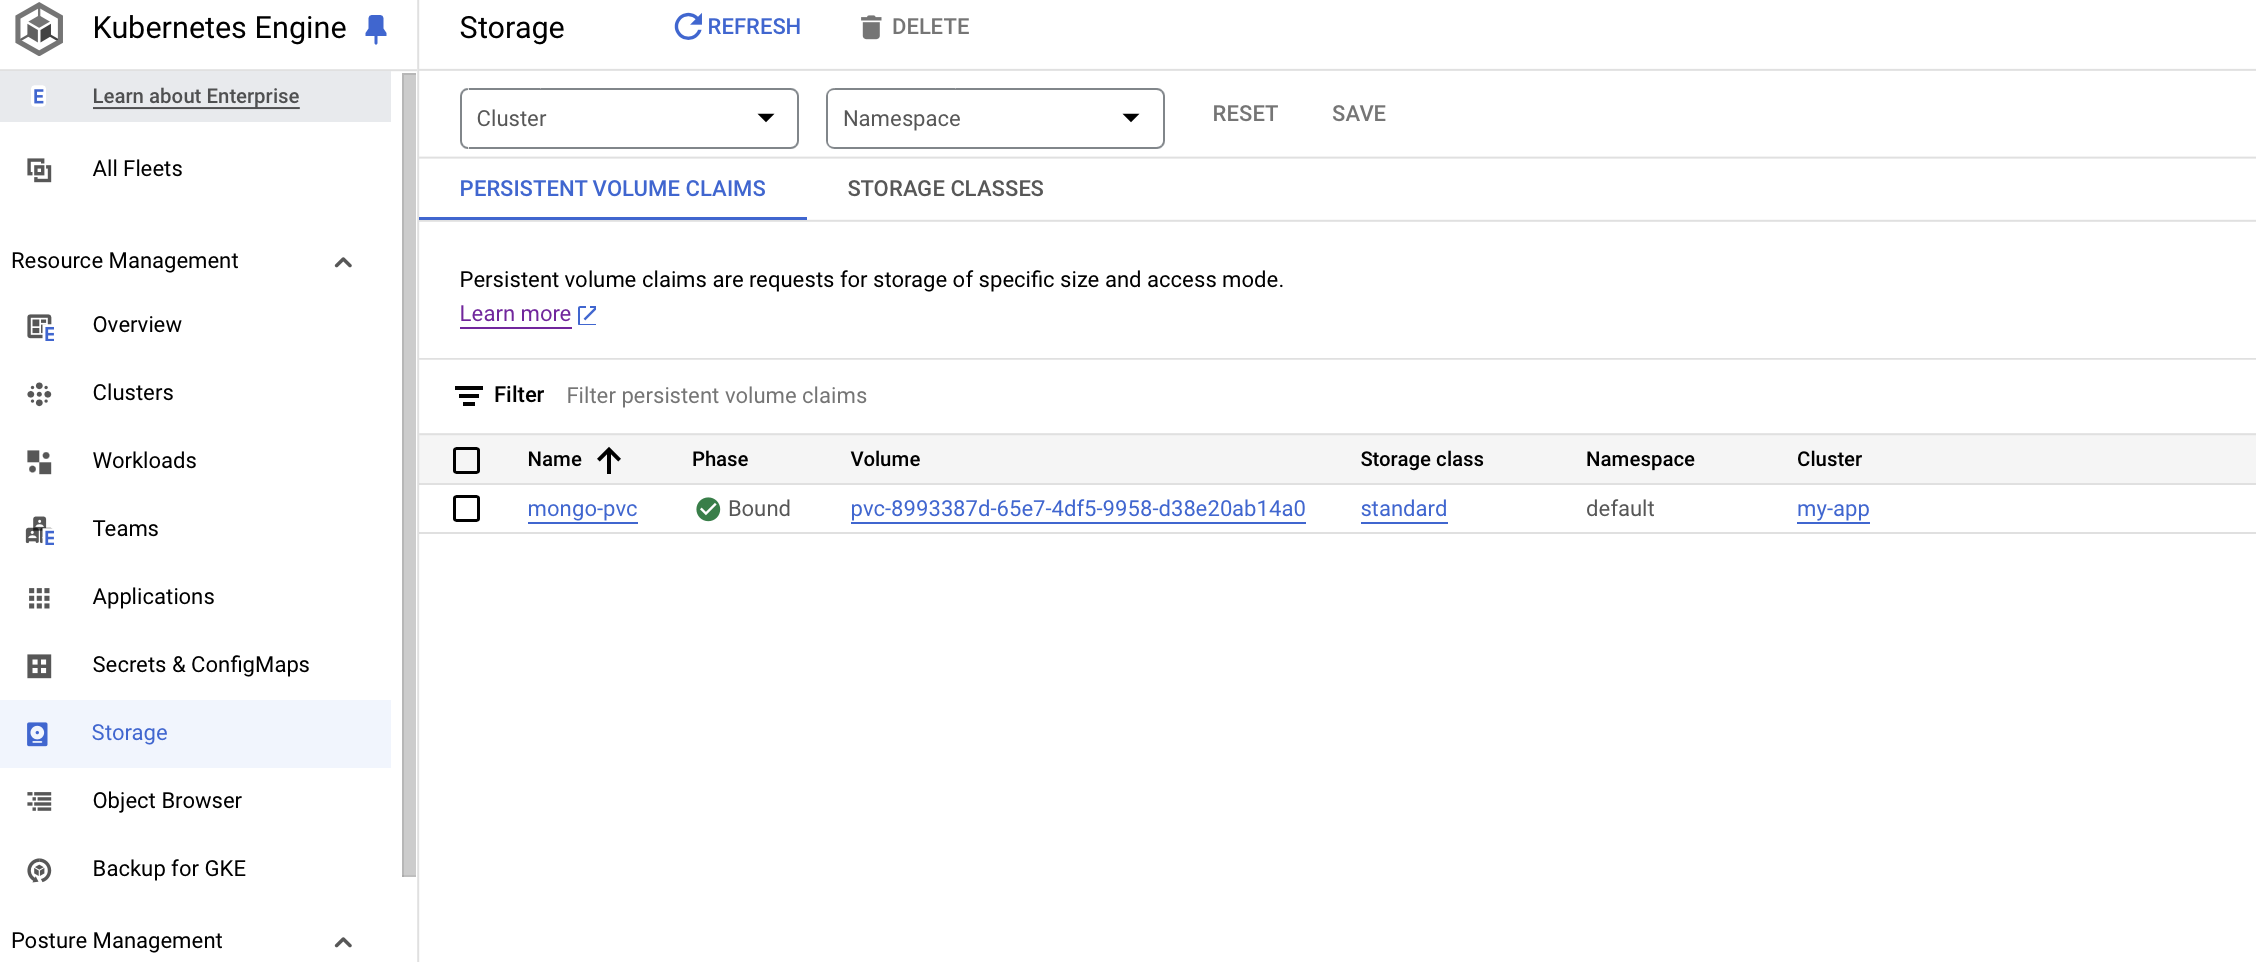 Kubernetes Engine
E Learn about Enterprise
All Fleets
Resource Management
E Overview
Clusters
Workloads
E Teams
Applications
Secrets & ConfigMaps
Storage
Object Browser
Backup for GKE
Posture Management
Storage REFRESH DELETE
Cluster Namespace RESET SAVE
PERSISTENT VOLUME CLAIMS STORAGE CLASSES
Persistent volume claims are requests for storage of specific size and access mode.
Learn more
Filter Filter persistent volume claims
Name Phase Volume Storage class Namespace Cluster
mongo-pvc Bound pvc-8993387d-65e7-4df5-9958-d38e20ab14a0 standard default my-app